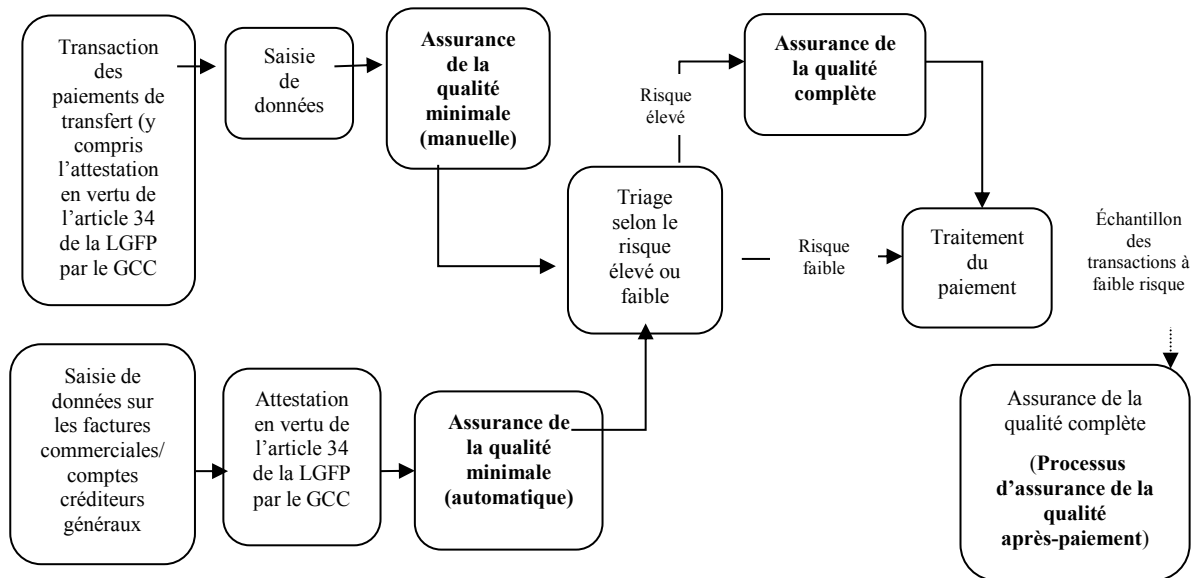 Transaction
des
paiements de
transfert (y
compris
l’attestation
en vertu de
l’article 34
de la LGFP
par le GCC
Saisie
de
données
Assurance
de la
qualité
minimale
(manuelle)
Risque
élevé
Assurance de
la qualité
complète
Triage
selon le
risque
élevé ou
faible
Risque
faible
Traitement
du
paiement
Échantillon
des
transactions à
faible risque
Saisie de
données sur
les factures
commerciales/
comptes
créditeurs
généraux
Attestation
en vertu de
l’article 34
de la LGFP
par le GCC
Assurance de
la qualité
minimale
(automatique)
Assurance de la
qualité complète
(Processus
d’assurance de la
qualité
après-paiement)